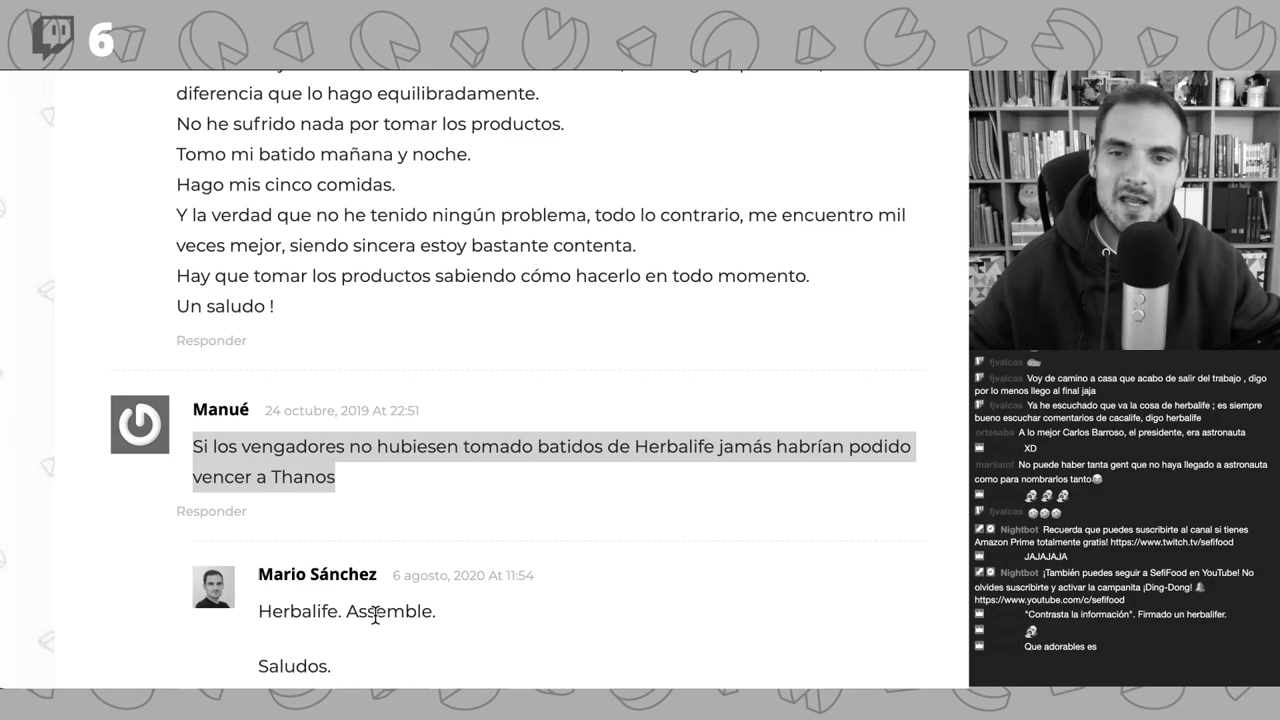 6
diferencia que lo hago equilibradamente.
No he sufrido nada por tomar los productos.
Tomo mi batido mañana y noche.
Hago mis cinco comidas.
Y la verdad que no he tenido ningún problema, todo lo contrario, me encuentro mil
veces mejor, siendo sincera estoy bastante contenta.
Hay que tomar los productos sabiendo cómo hacerlo en todo momento.
Un saludo !
Responder
Manué 24 octubre, 2019 At 22:51
Si los vengadores no hubiesen tomado batidos de Herbalife jamás habrían podido
vencer a Thanos
Responder
Mario Sánchez 6 agosto, 2020 At 11:54
Herbalife. Assemble.
Saludos.
fjvalcas
fjvalcas Voy de camino a casa que acabo de salir del trabajo , digo
por lo menos llego al final jaja
fjvalcas Ya he escuchado que va la cosa de herbalife ; es siempre
bueno escuchar comentarios de cacalife, digo herbalife
ortesaba A lo mejor Carlos Barroso, el presidente, era astronauta
XD
mariiamf No puede haber tanta gent que no haya llegado a astronauta
como para nombrarlos tanto
fjvalcas
Nightbot Recuerda que puedes suscribirte al canal si tienes
Amazon Prime totalmente gratis! https://www.twitch.tv/sefifood
JAJAJAJA
Nightbot ¡También puedes seguir a SefiFood en YouTube! No
olvides suscribirte y activar la campanita ¡Ding-Dong!
https://www.youtube.com/c/sefifood
"Contrasta la información". Firmado un herbalifer.
Que adorables es